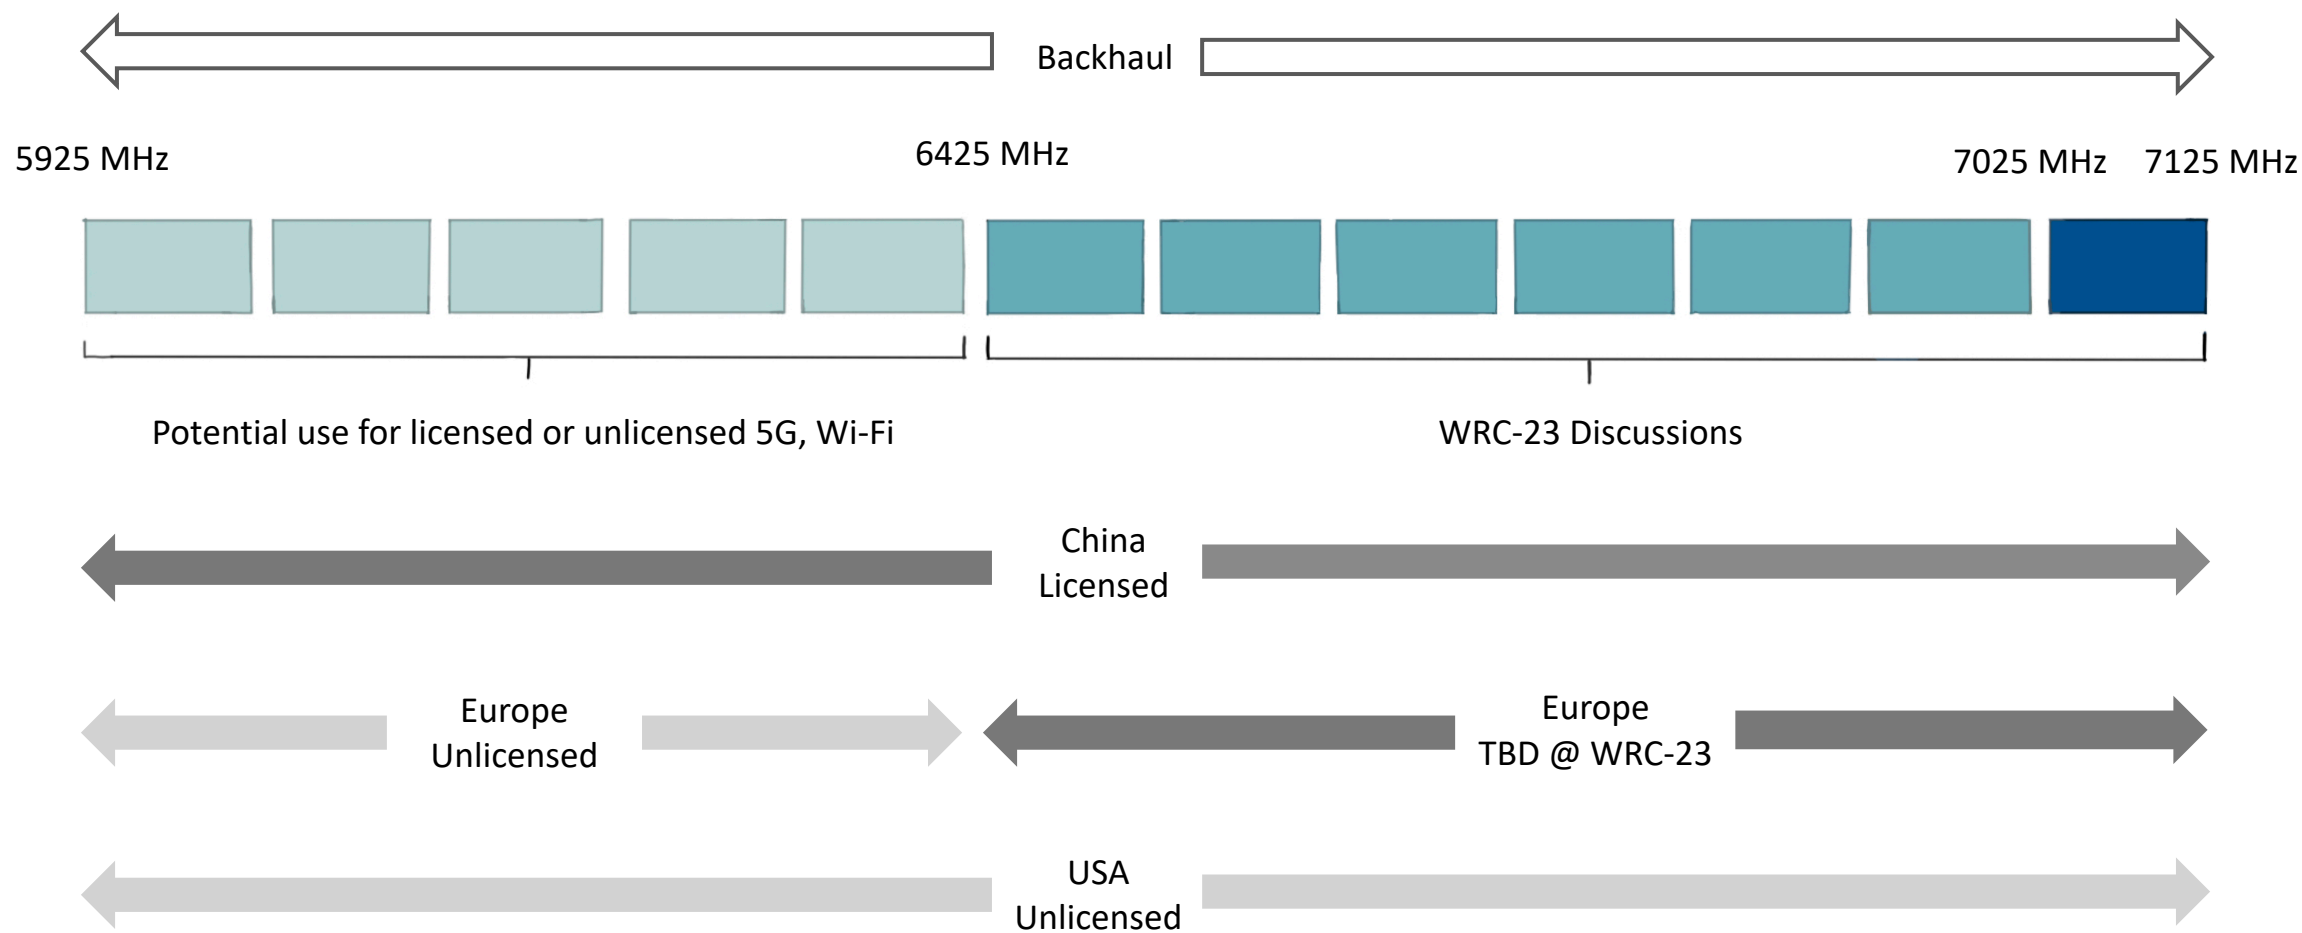 Backhaul
5925 MHz
6425 MHz
7025 MHz
7125 MHz
Potential use for licensed or unlicensed 5G, Wi-Fi
WRC-23 Discussions
China
Licensed
Europe
Unlicensed
Europe
TBD @ WRC-23
USA
Unlicensed